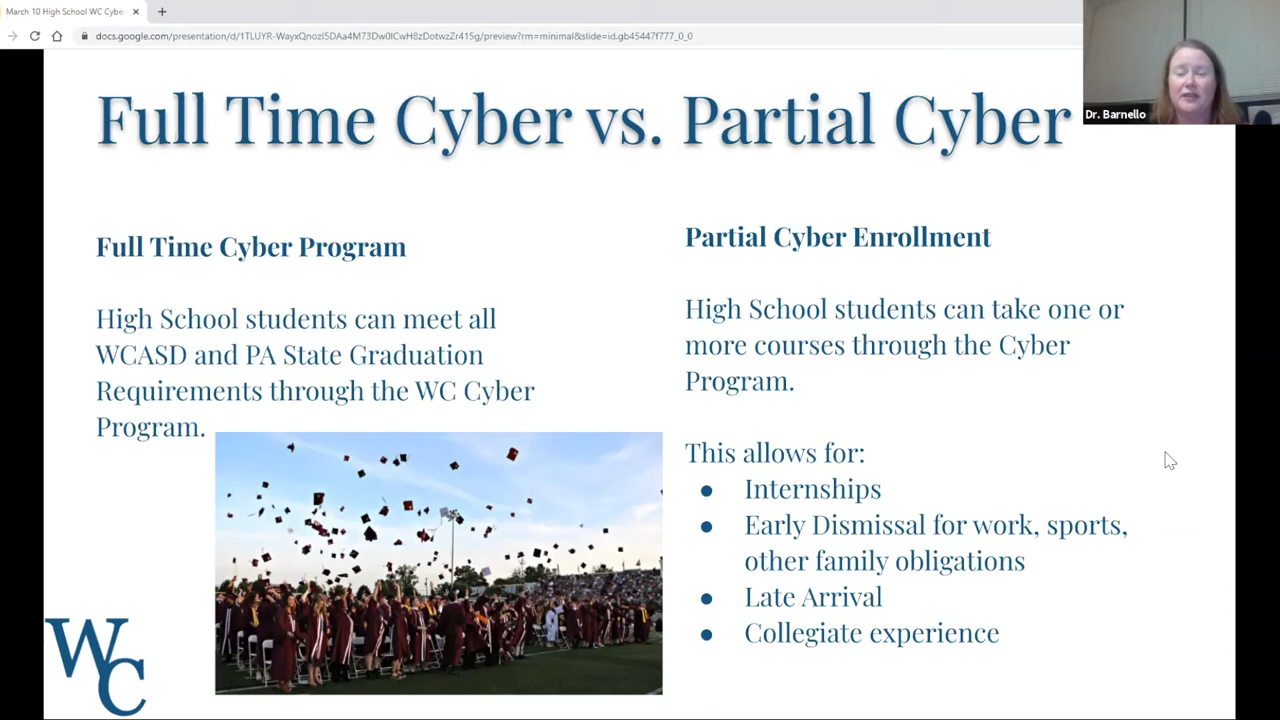 March 10 High School WC Cyber
docs.google.com/presentation/d/1TLUYR-WayxQnozI5DAa4M73Dw0ICwH8zDotwzZr415g/preview?rm=minimal&slide=id.gb45447f777_0_0
Dr. Barnello
Full Time Cyber vs. Partial Cyber
Full Time Cyber Program
High School students can meet all
WCASD and PA State Graduation
Requirements through the WC Cyber
Program.
Partial Cyber Enrollment
High School students can take one or
more courses through the Cyber
Program.
This allows for:
● Internships
● Early Dismissal for work, sports,
other family obligations
● Late Arrival
● Collegiate experience
WC